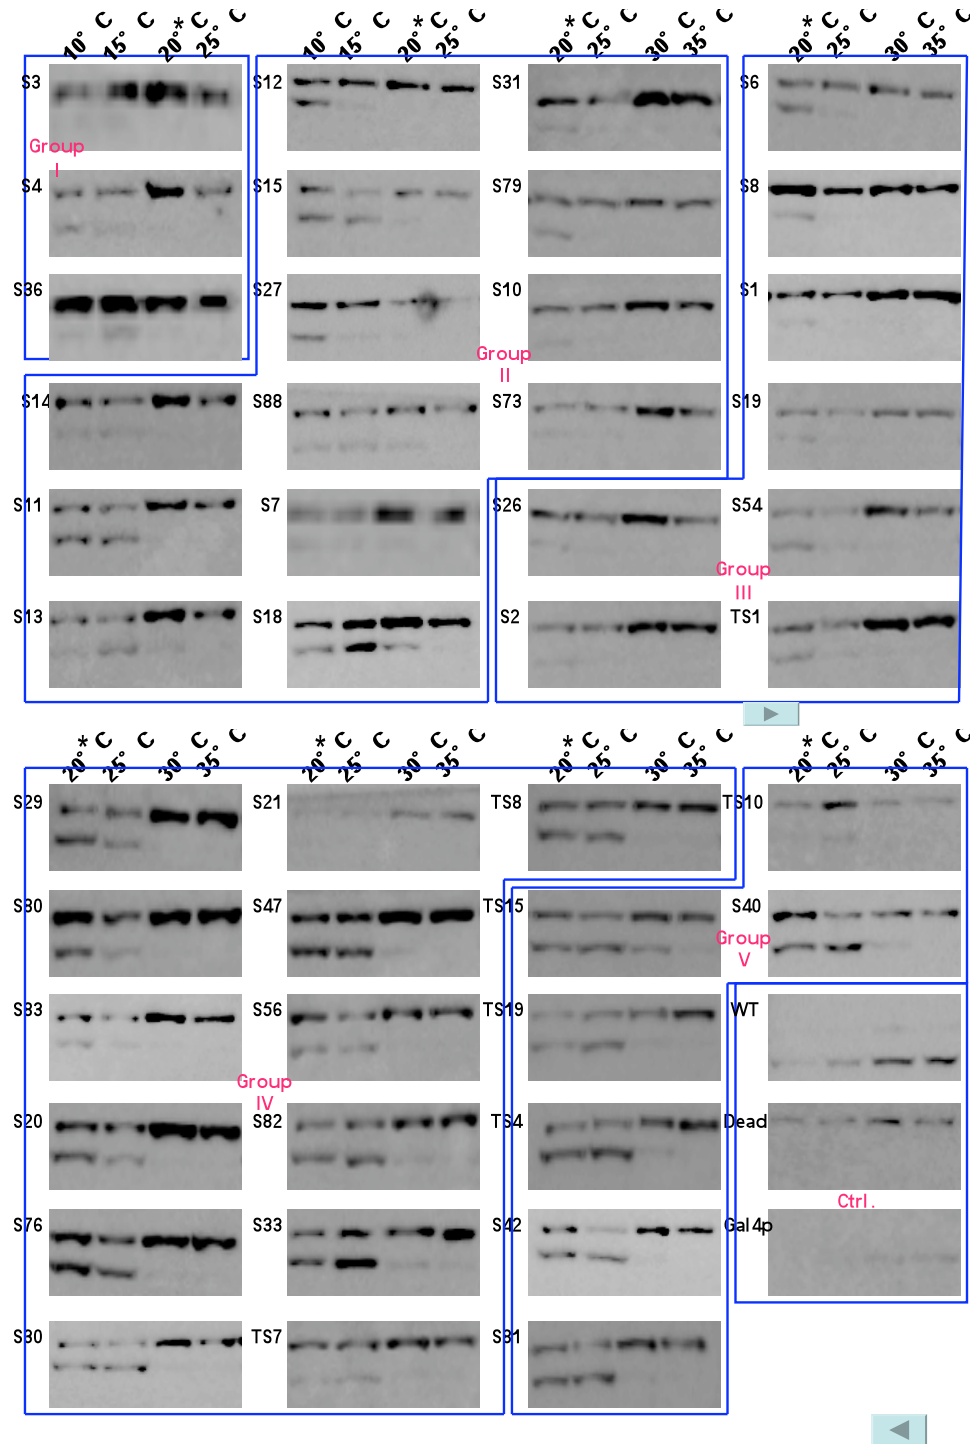 10° C 15° C 20°* C 25° C 10° C 15° C 20°* C 25° C 20°* C 25° C 30° C 35° C 20°* C 25° C 30° C 35° C
S3 S12 S31 S6
Group
I
S4 S15 S79 S8
S36 S27 S10 S1
Group
II
S14 S88 S73 S19
S11 S7 S26 S54
Group
III
S13 S18 S2 TS1
20°* C 25° C 30° C 35° C 20°* C 25° C 30° C 35° C 20°* C 25° C 30° C 35° C 20°* C 25° C 30° C 35° C
S29 S21 TS8 TS10
S80 S47 TS15 S40
Group
V
S83 S56 TS19 WT
Group
IV
S20 S82 TS4 Dead
Ctrl.
S76 S33 S42 Gal4p
S30 TS7 S81